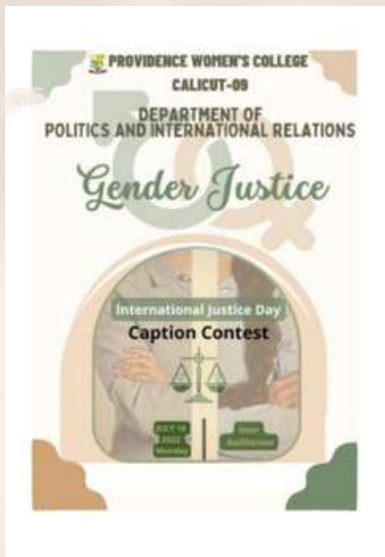 PROVIDENCE WOMEN'S COLLEGE
CALICUT-09
DEPARTMENT OF
POLITICS AND INTERNATIONAL RELATIONS
Gender Justice
International Justice Day
Caption Contest
JULY 18
2022
Monday
Near
Auditorium